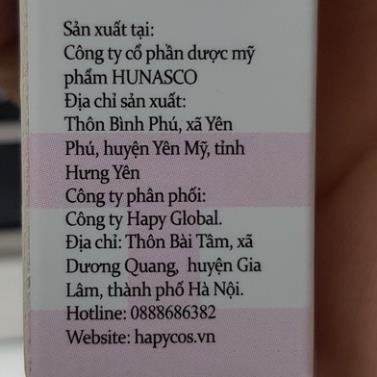 Sản xuất tại:
Công ty cổ phần dược mỹ
phẩm HUNASCO
Địa chỉ sản xuất:
Thôn Bình Phú, xã Yên
Phú, huyện Yên Mỹ, tỉnh
Hưng Yên
Công ty phân phối:
Công ty Hapy Global.
Địa chỉ: Thôn Bài Tâm, xã
Dương Quang, huyện Gia
Lâm, thành phố Hà Nội.
Hotline: 0888686382
Website: hapycos.vn